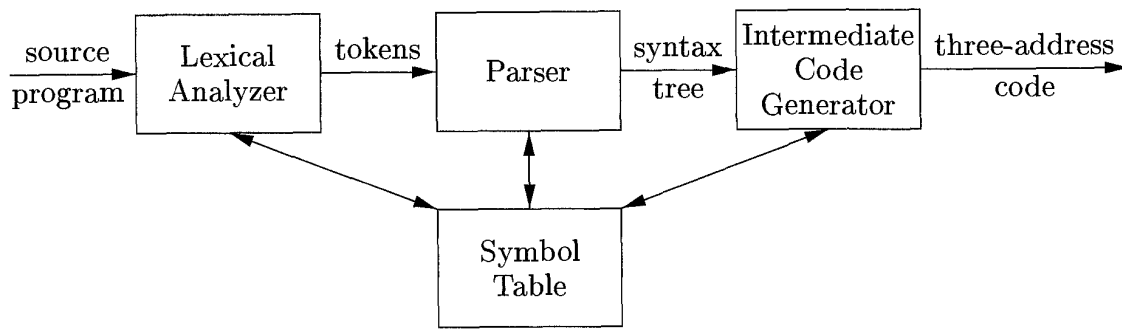 source
program
Lexical
Analyzer
tokens
Parser
syntax
tree
Intermediate
Code
Generator
three-address
code
Symbol
Table